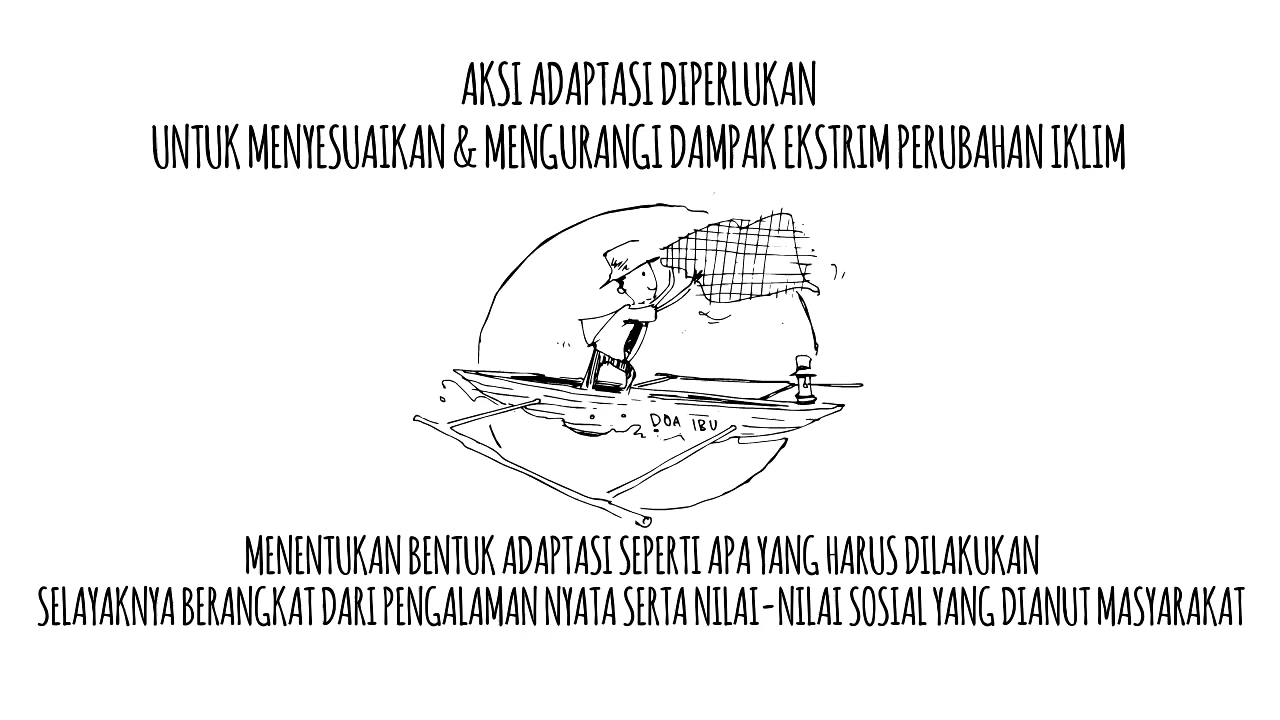 AKSI ADAPTASI DIPERLUKAN
UNTUK MENYESUAIKAN & MENGURANGI DAMPAK EKSTRIM PERUBAHAN IKLIM
DOA IBU
MENENTUKAN BENTUK ADAPTASI SEPERTI APA YANG HARUS DILAKUKAN
SELAYAKNYA BERANGKAT DARI PENGALAMAN NYATA SERTA NILAI-NILAI SOSIAL YANG DIANUT MASYARAKAT